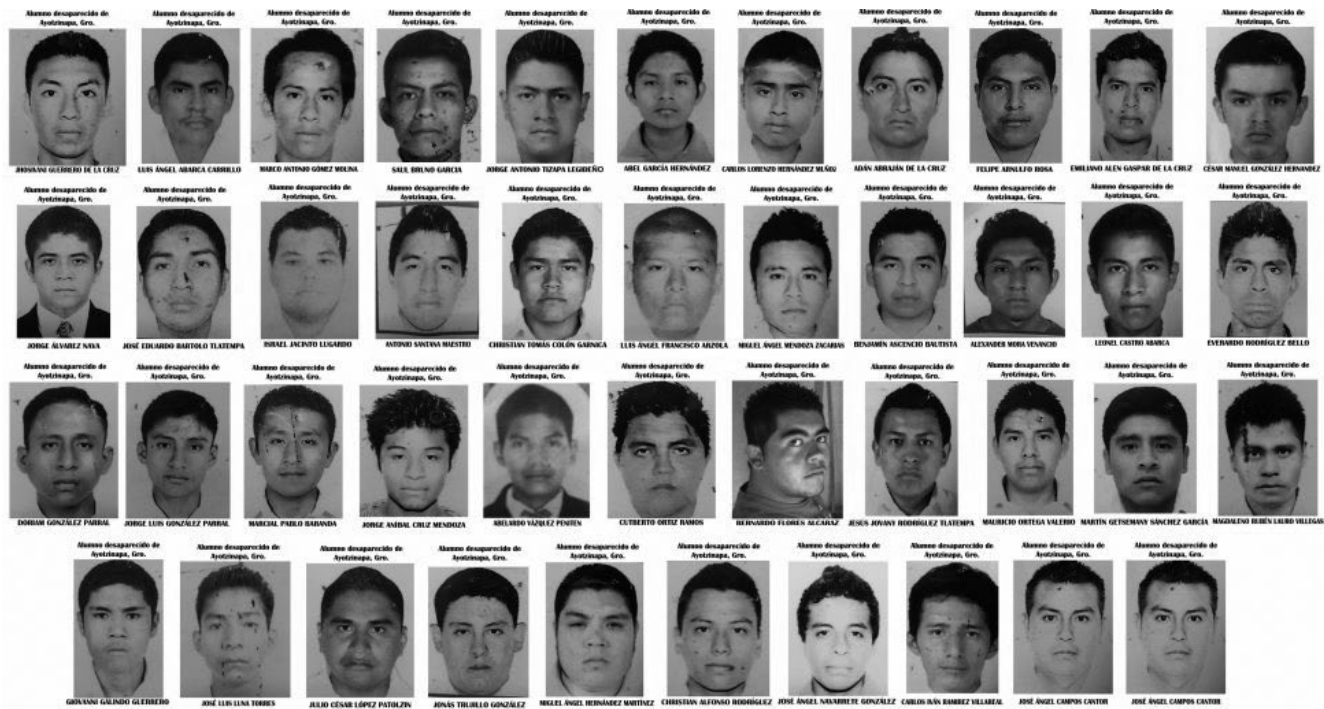 Alumno desaparecido de
Ayotzinapa, Gro.
JHOSIVANI GUERRERO DE LA CRUZ
Alumno desaparecido de
Ayotzinapa, Gro.
LUIS ÁNGEL ABARCA CARRILLO
Alumno desaparecido de
Ayotzinapa, Gro.
MARCO ANTONIO GÓMEZ MOLINA
Alumno desaparecido de
Ayotzinapa, Gro.
SAUL BRUNO GARCIA
Alumno desaparecido de
Ayotzinapa, Gro.
JORGE ANTONIO TIZAPA LEGIDEÑO
Alumno desaparecido de
Ayotzinapa, Gro.
ABEL GARCÍA HERNÁNDEZ
Alumno desaparecido de
Ayotzinapa, Gro.
CARLOS LORENZO HERNÁNDEZ MUÑOZ
Alumno desaparecido de
Ayotzinapa, Gro.
ADÁN ABRAJÁN DE LA CRUZ
Alumno desaparecido de
Ayotzinapa, Gro.
FELIPE ARNULFO ROSA
Alumno desaparecido de
Ayotzinapa, Gro.
EMILIANO ALEN GASPAR DE LA CRUZ
Alumno desaparecido de
Ayotzinapa, Gro.
CÉSAR MANUEL GONZÁLEZ HERNANDEZ
Alumno desaparecido de
Ayotzinapa, Gro.
JORGE ÁLVAREZ NAVA
Alumno desaparecido de
Ayotzinapa, Gro.
JOSÉ EDUARDO BARTOLO TLATEMPA
Alumno desaparecido de
Ayotzinapa, Gro.
ISRAEL JACINTO LUGARDO
Alumno desaparecido de
Ayotzinapa, Gro.
ANTONIO SANTANA MAESTRO
Alumno desaparecido de
Ayotzinapa, Gro.
CHRISTIAN TOMÁS COLÓN GARNICA
Alumno desaparecido de
Ayotzinapa, Gro.
LUIS ÁNGEL FRANCISCO ARZOLA
Alumno desaparecido de
Ayotzinapa, Gro.
MIGUEL ÁNGEL MENDOZA ZACARIAS
Alumno desaparecido de
Ayotzinapa, Gro.
BENJAMÍN ASCENCIO BAUTISTA
Alumno desaparecido de
Ayotzinapa, Gro.
ALEXANDER MORA VENANCIO
Alumno desaparecido de
Ayotzinapa, Gro.
LEONEL CASTRO ABARCA
Alumno desaparecido de
Ayotzinapa, Gro.
EVERARDO RODRÍGUEZ BELLO
Alumno desaparecido de
Ayotzinapa, Gro.
DORIAM GONZÁLEZ PARRAL
Alumno desaparecido de
Ayotzinapa, Gro.
JORGE LUIS GONZÁLEZ PARRAL
Alumno desaparecido de
Ayotzinapa, Gro.
MARCIAL PABLO BARANDA
Alumno desaparecido de
Ayotzinapa, Gro.
JORGE ANÍBAL CRUZ MENDOZA
Alumno desaparecido de
Ayotzinapa, Gro.
ABELARDO VÁZQUEZ PENITEN
Alumno desaparecido de
Ayotzinapa, Gro.
CUTBERTO ORTIZ RAMOS
Alumno desaparecido de
Ayotzinapa, Gro.
BERNARDO FLORES ALCARAZ
Alumno desaparecido de
Ayotzinapa, Gro.
JESUS JOVANY RODRÍGUEZ TLATEMPA
Alumno desaparecido de
Ayotzinapa, Gro.
MAURICIO ORTEGA VALERIO
Alumno desaparecido de
Ayotzinapa, Gro.
MARTÍN GETSEMANY SÁNCHEZ GARCÍA
Alumno desaparecido de
Ayotzinapa, Gro.
MAGDALENO RUBÉN LAURO VILLEGAS
Alumno desaparecido de
Ayotzinapa, Gro.
GIOVANNI GALINDO GUERRERO
Alumno desaparecido de
Ayotzinapa, Gro.
JOSÉ LUIS LUNA TORRES
Alumno desaparecido de
Ayotzinapa, Gro.
JULIO CÉSAR LÓPEZ PATOLZIN
Alumno desaparecido de
Ayotzinapa, Gro.
JONÁS TRUJILLO GONZÁLEZ
Alumno desaparecido de
Ayotzinapa, Gro.
MIGUEL ÁNGEL HERNÁNDEZ MARTÍNEZ
Alumno desaparecido de
Ayotzinapa, Gro.
CHRISTIAN ALFONSO RODRÍGUEZ
Alumno desaparecido de
Ayotzinapa, Gro.
JOSÉ ÁNGEL NAVARRETE GONZÁLEZ
Alumno desaparecido de
Ayotzinapa, Gro.
CARLOS IVÁN RAMIREZ VILLAREAL
Alumno desaparecido de
Ayotzinapa, Gro.
JOSÉ ÁNGEL CAMPOS CANTOR
Alumno desaparecido de
Ayotzinapa, Gro.
JOSÉ ÁNGEL CAMPOS CANTOR